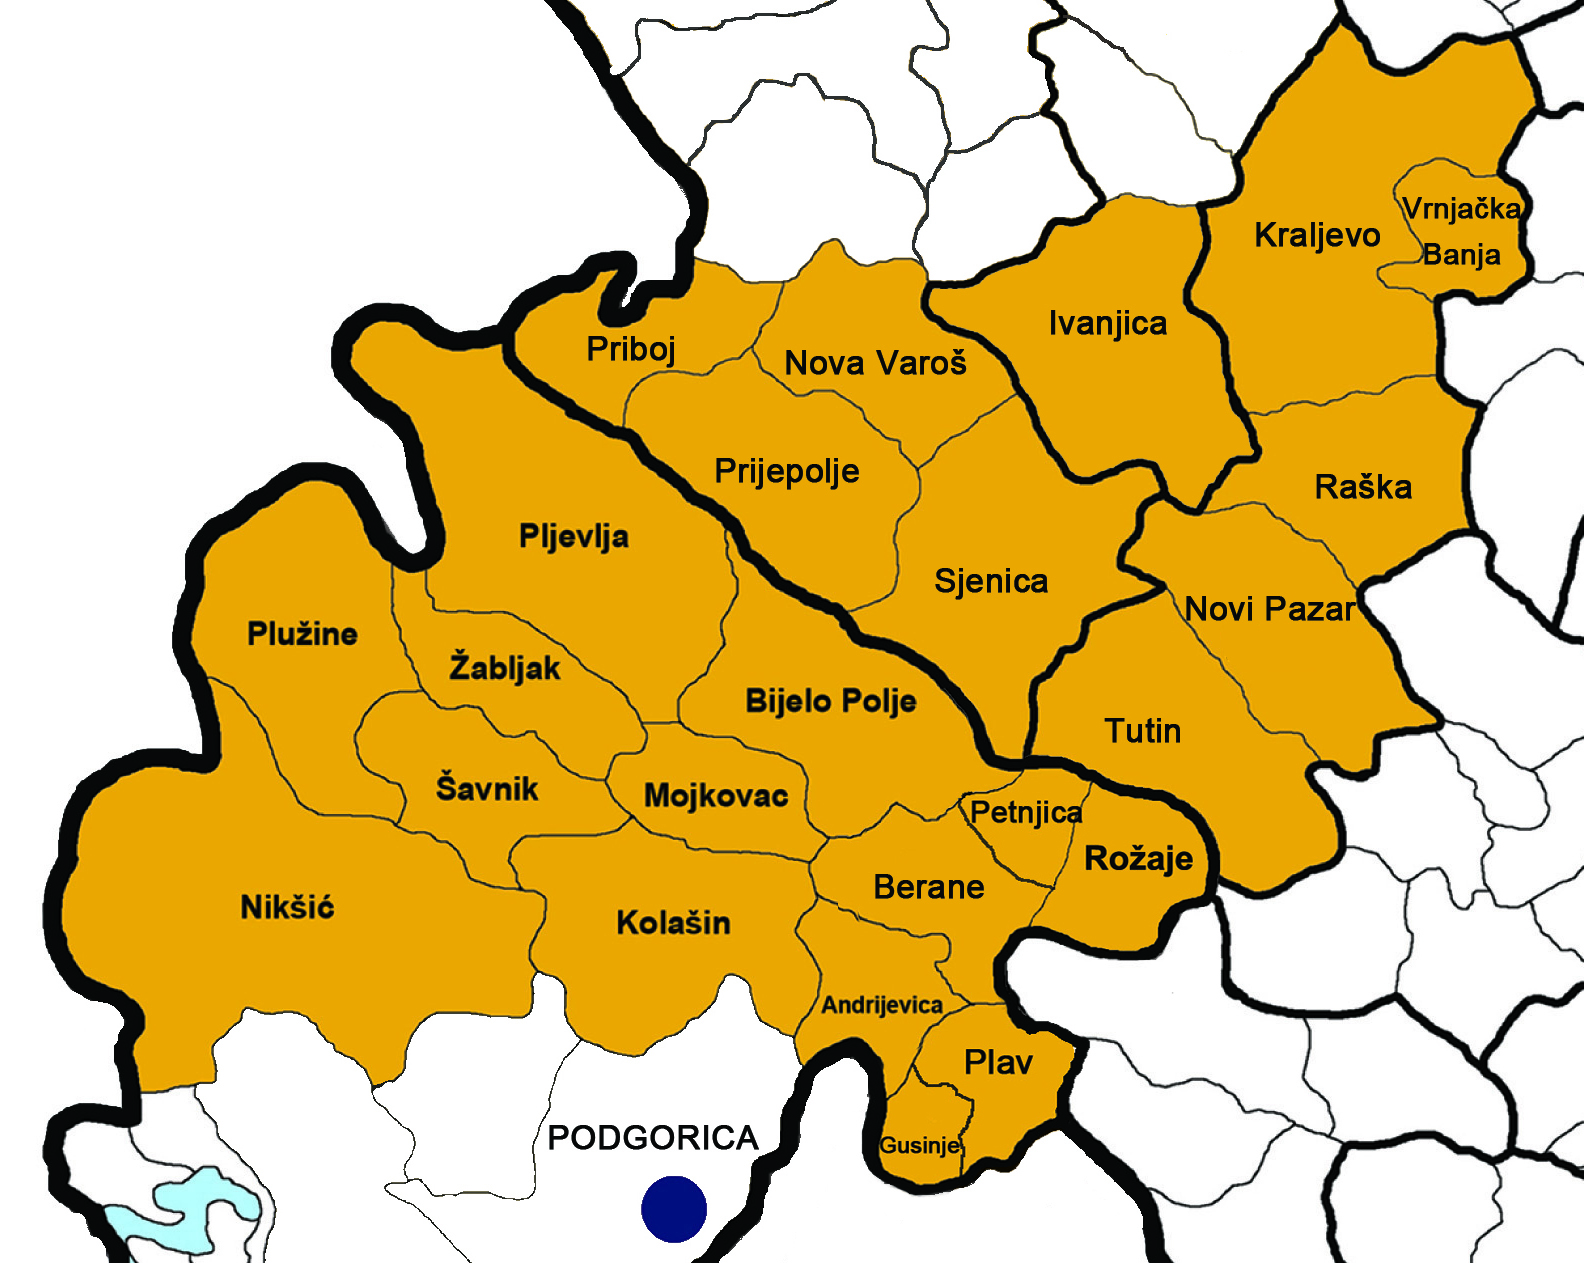 Vrnjačka
Banja
Kraljevo
Ivanjica
Priboj
Nova Varoš
Prijepolje
Raška
Pljevlja
Sjenica
Novi Pazar
Plužine
Žabljak
Bijelo Polje
Tutin
Šavnik
Mojkovac
Petnjica
Rožaje
Berane
Nikšić
Kolašin
Andrijevica
Plav
PODGORICA
Gusinje